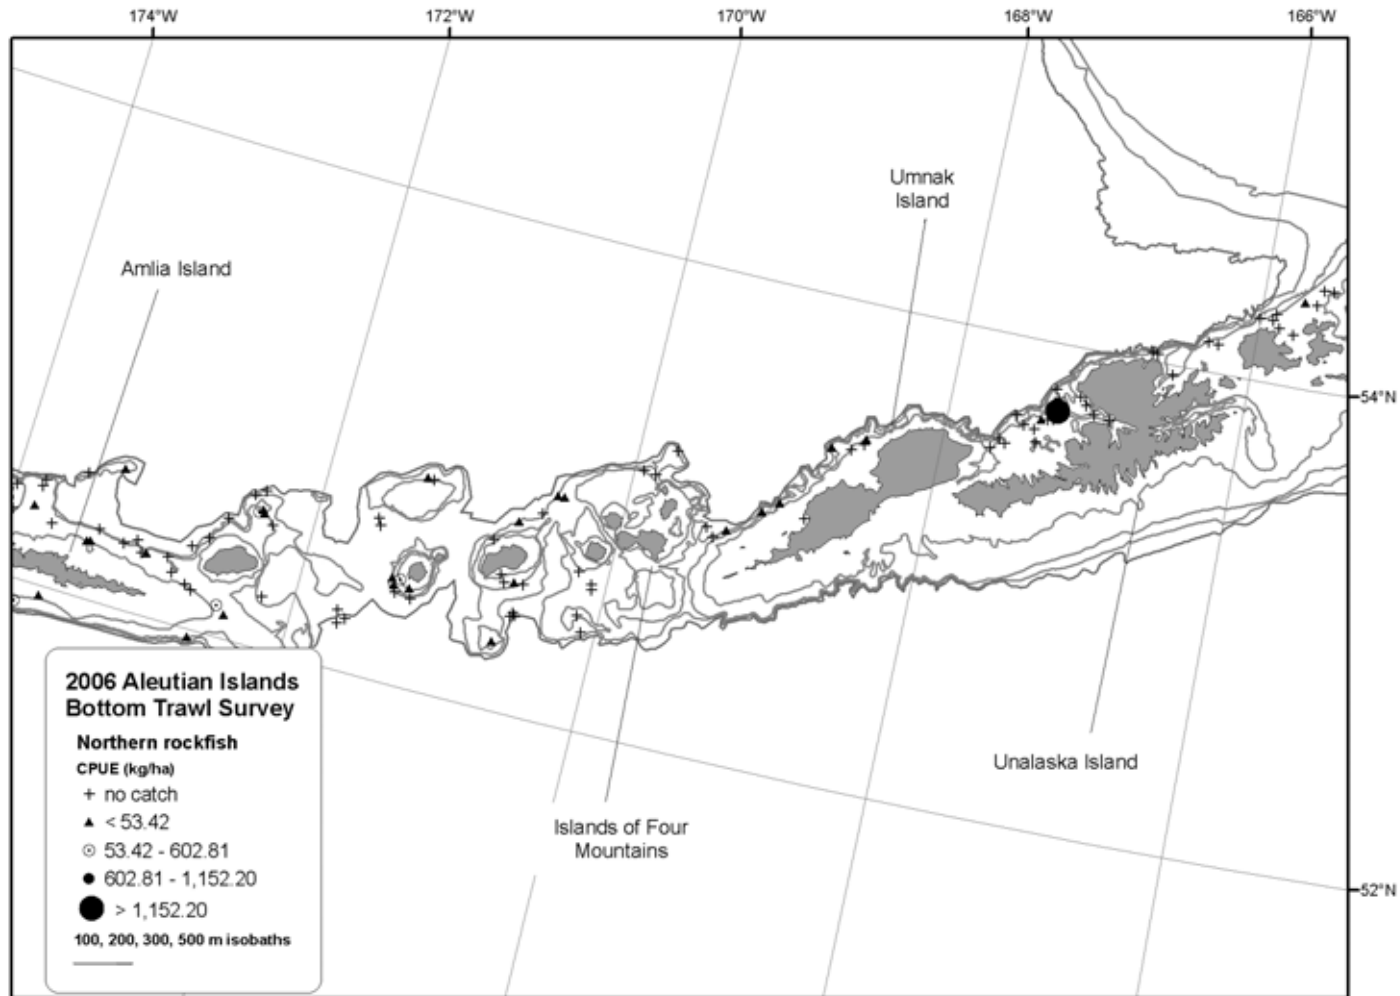 174°W
172°W
170°W
168°W
166°W
Umnak
Island
Amlia Island
54°N
2006 Aleutian Islands
Bottom Trawl Survey
Northern rockfish
CPUE (kg/ha)
+ no catch
< 53.42
53.42 - 602.81
602.81 - 1,152.20
> 1,152.20
100, 200, 300, 500 m isobaths
Unalaska Island
Islands of Four
Mountains
52°N